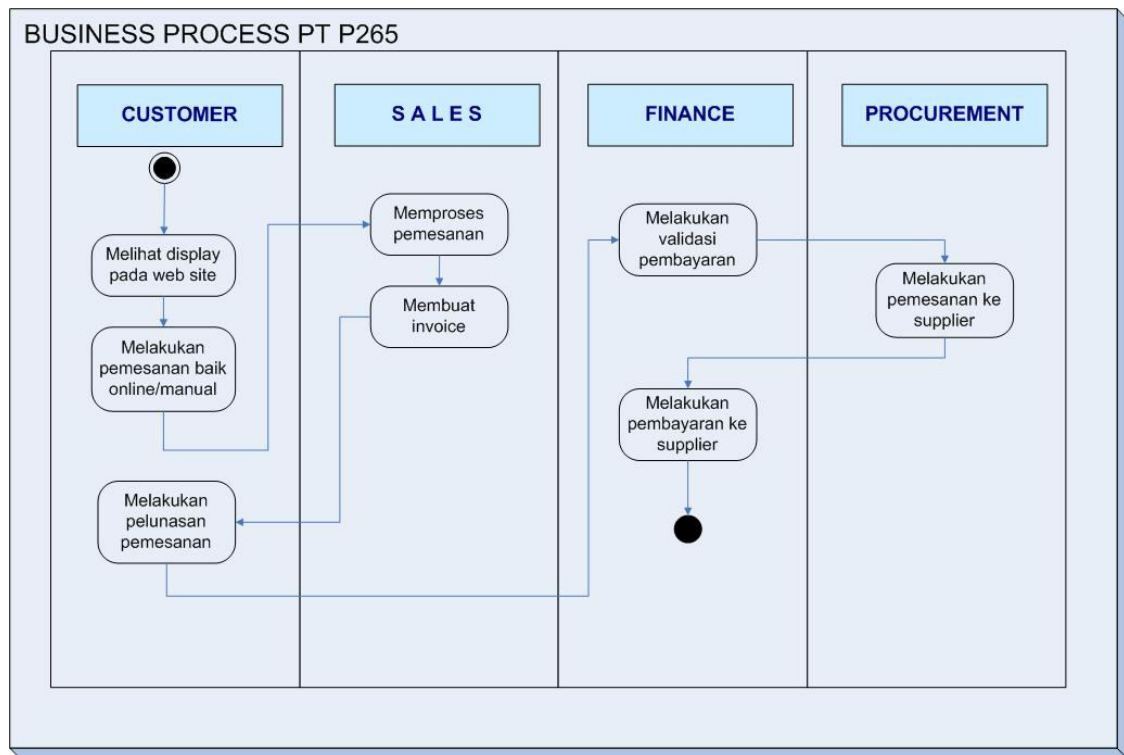 BUSINESS PROCESS PT P265
CUSTOMER
S A L E S
FINANCE
PROCUREMENT
Melihat display
pada web site
Melakukan
pemesanan baik
online/manual
Melakukan
pelunasan
pemesanan
Memproses
pemesanan
Membuat
invoice
Melakukan
validasi
pembayaran
Melakukan
pembayaran ke
supplier
Melakukan
pemesanan ke
supplier